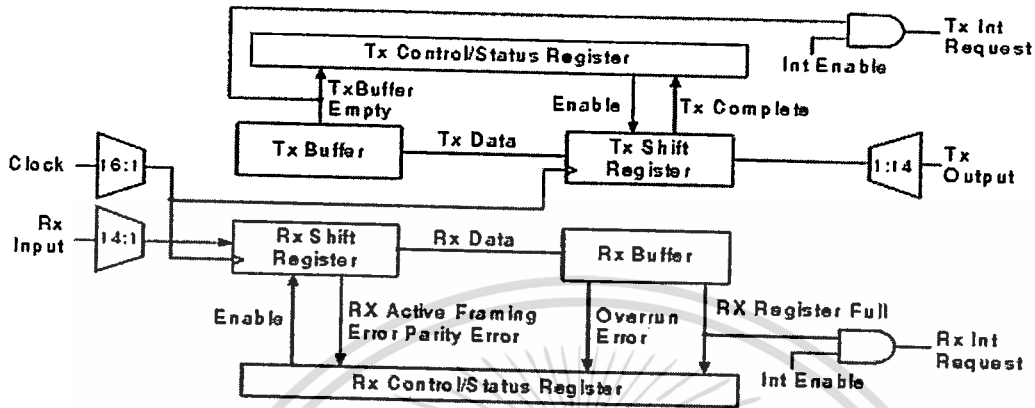 Tx Int
Request
Tx Control/Status Register
Int Enable
TxBuffer
Empty
Enable
Tx Complete
Tx Buffer
Tx Data
Tx Shift
Register
Clock
16:1
1:14
Tx
Output
Rx
Input
14:1
Rx Shift
Register
Rx Data
Rx Buffer
Enable
RX Active Framing
Error Parity Error
Overrun
Error
RX Register Full
Rx Int
Request
Int Enable
Rx Control/Status Register